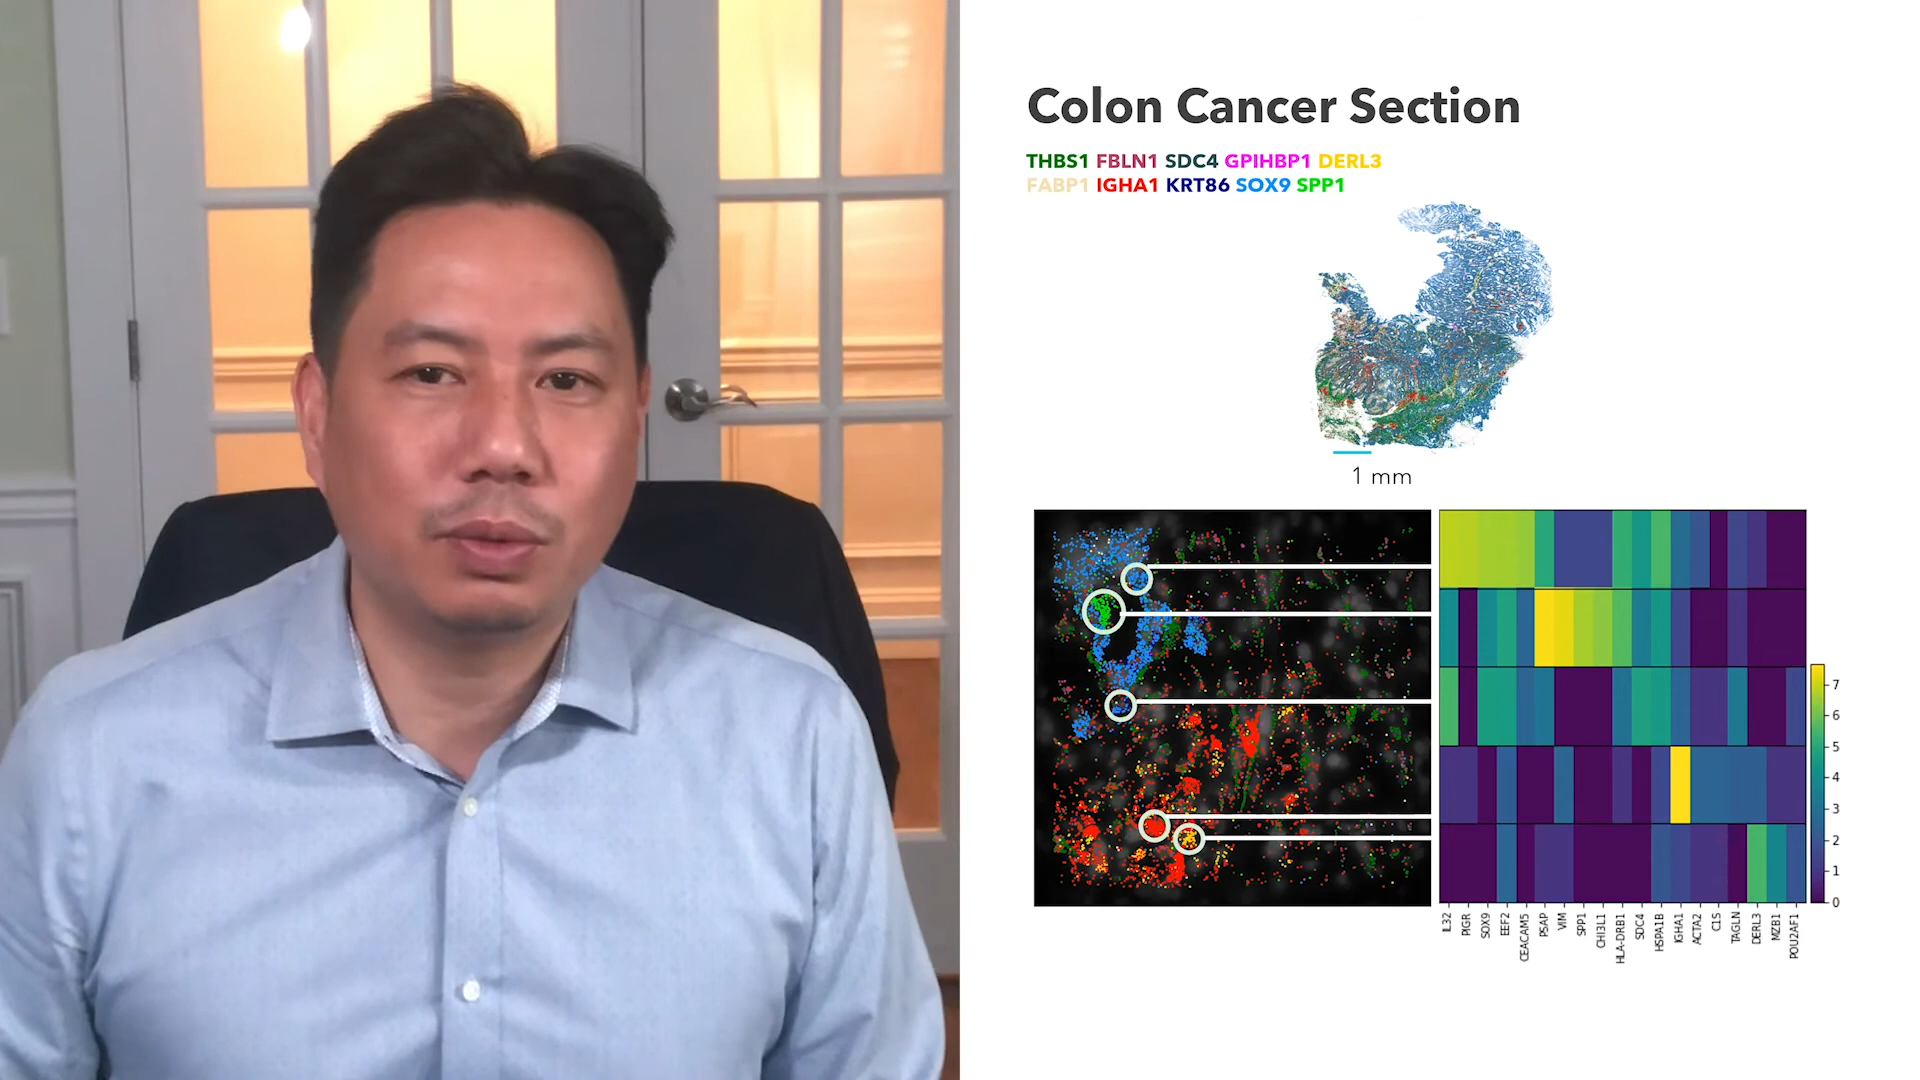 Colon Cancer Section
THBS1 FBLN1 SDC4 GPIHBP1 DERL3
FABP1 IGHA1 KRT86 SOX9 SPP1
1 mm
7
6
5
4
3
2
1
0
IL32
PIGR
SOX9
EEF2
CEACAM5
PSAP
VIM
SPP1
CHI3L1
HLA-DRB1
SDC4
HSPA1B
IGHA1
ACTA2
C1S
TAGLN
DERL3
MZB1
POU2AF1